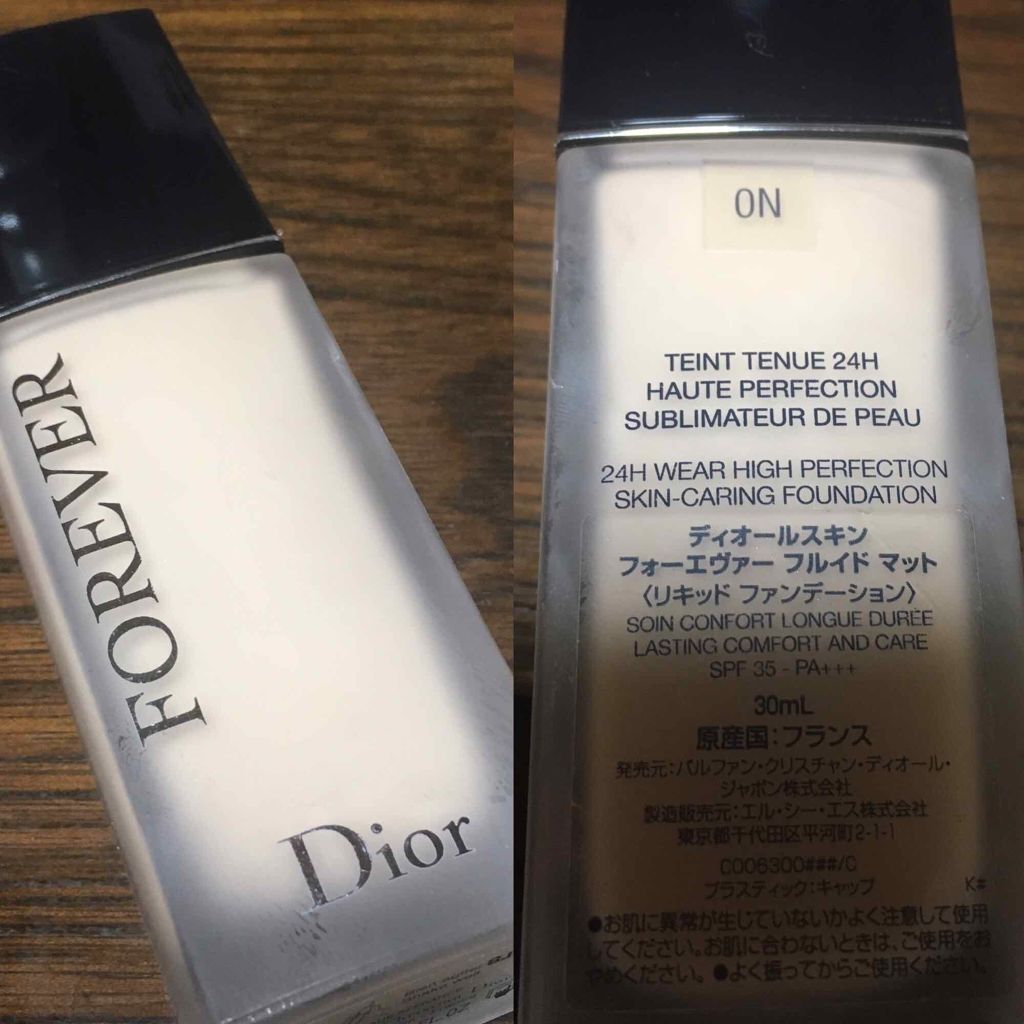 FOREVER
Dior
0N
TEINT TENUE 24H
HAUTE PERFECTION
SUBLIMATEUR DE PEAU
24H WEAR HIGH PERFECTION
SKIN-CARING FOUNDATION
ディオールスキン
フォーエヴァー フルイド マット
〈リキッド ファンデーション〉
SOIN CONFORT LONGUE DURÉE
LASTING COMFORT AND CARE
SPF 35 - PA+++
30mL
原産国:フランス
発売元:パルファン・クリスチャン・ディオール・
ジャポン株式会社
製造販売元:エル・シー・エス株式会社
東京都千代田区平河町2-1-1
C006300###/C
プラスティック:キャップ
K#
●お肌に異常が生じていないかよく注意して使用
してください。お肌に合わないときは、ご使用をお
やめください。 ●よく振ってからご使用ください。